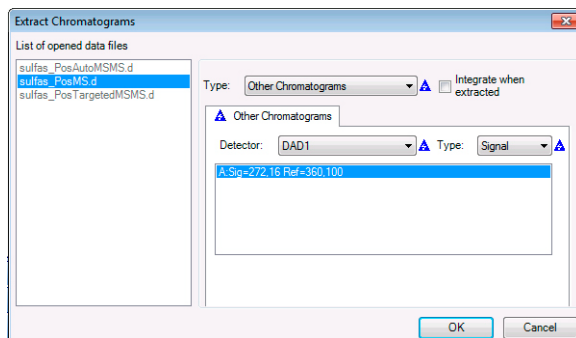 Extract Chromatograms
List of opened data files
sulfas_PosAutoMSMS.d
sulfas_PosMS.d
sulfas_PosTargetedMSMS.d
Type: Other Chromatograms
Integrate when
extracted
Other Chromatograms
Detector: DAD1 Type: Signal
A:Sig=272,16 Ref=360,100
OK Cancel